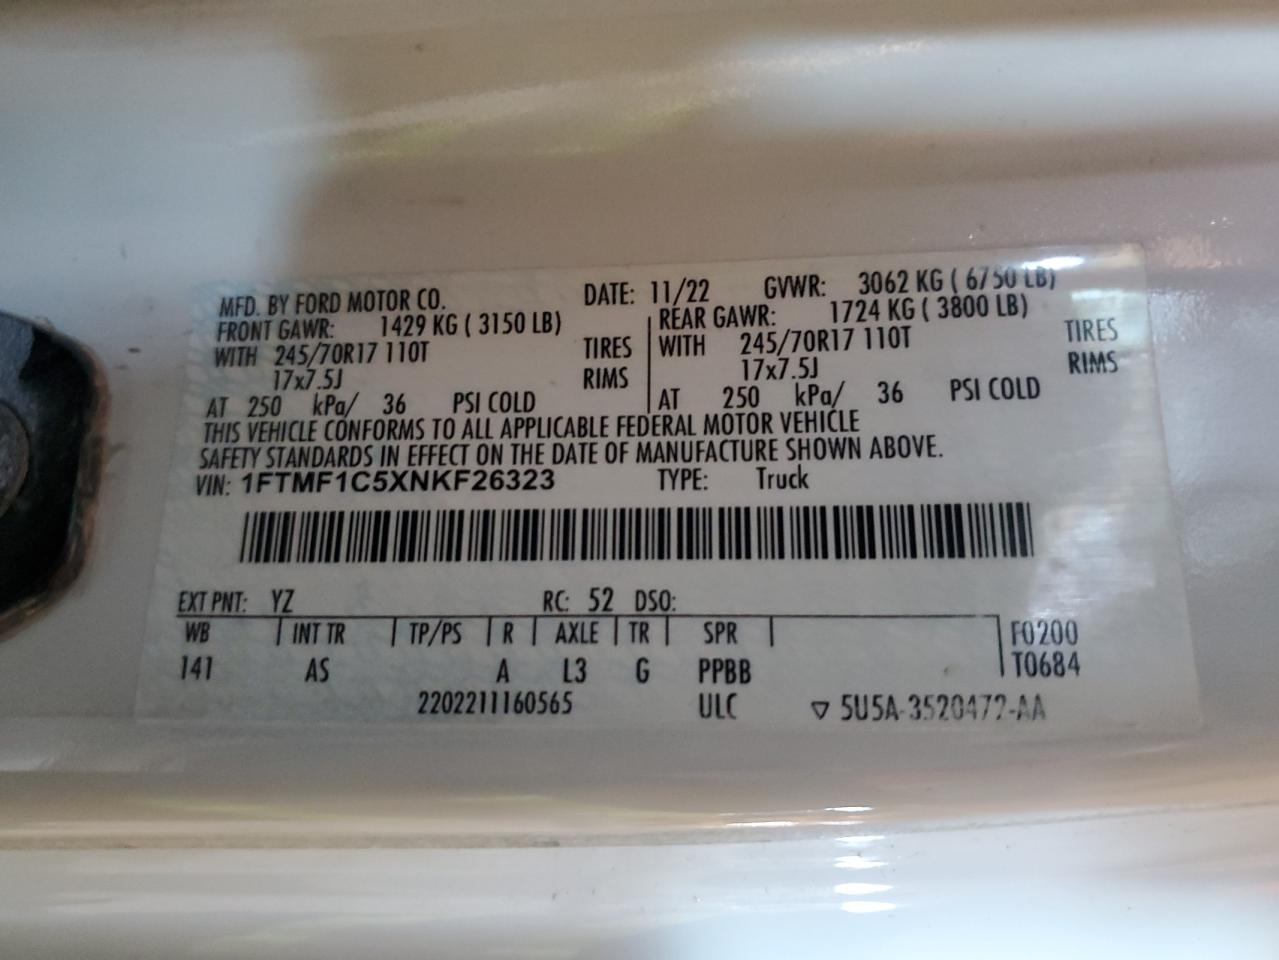 MFD. BY FORD MOTOR CO. DATE: 11/22 GVWR: 3062 KG ( 6750 LB)
FRONT GAWR: 1429 KG ( 3150 LB) REAR GAWR: 1724 KG ( 3800 LB)
WITH 245/70R17 110T TIRES WITH 245/70R17 110T TIRES
17x7.5J RIMS 17x7.5J RIMS
AT 250 kPa/ 36 PSI COLD AT 250 kPa/ 36 PSI COLD
THIS VEHICLE CONFORMS TO ALL APPLICABLE FEDERAL MOTOR VEHICLE
SAFETY STANDARDS IN EFFECT ON THE DATE OF MANUFACTURE SHOWN ABOVE.
VIN: 1FTMF1C5XNKF26323 TYPE: Truck
EXT PNT: YZ RC: 52 DSO:
WB INT TR TP/PS R AXLE TR SPR F0200
141 AS A L3 G PPBB T0684
2202211160565 ULC ▽ 5U5A-3520472-AA